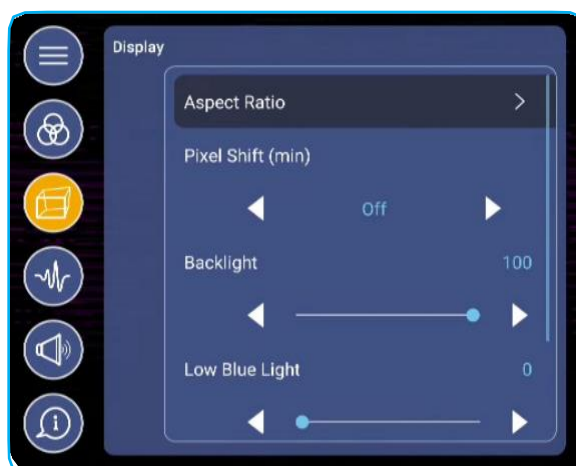 Display
Aspect Ratio
Pixel Shift (min)
Off
Backlight 100
Low Blue Light 0